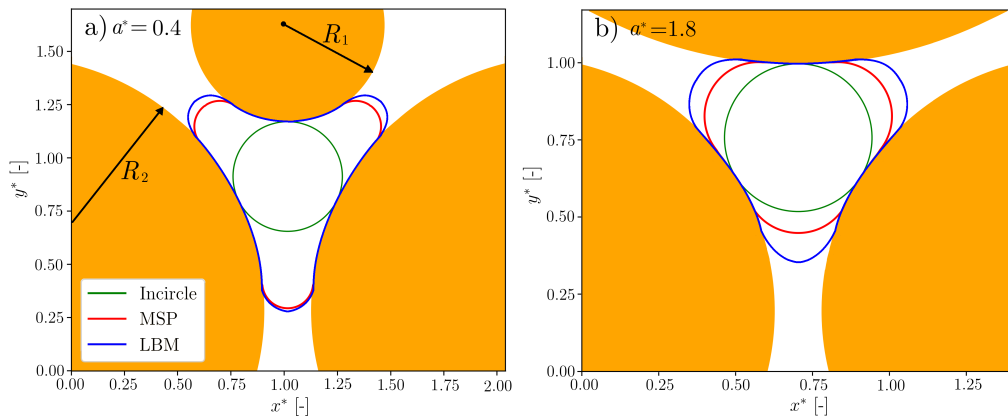 a) a* = 0.4
R₁
R₂
1.50
1.25
1.00
0.75
0.50
0.25
0.00
y* [-]
Incircle
MSP
LBM
0.00 0.25 0.50 0.75 1.00 1.25 1.50 1.75 2.00
x* [-]
b) a* =1.8
1.00
0.75
0.50
0.25
0.00
y* [-]
0.00 0.25 0.50 0.75 1.00 1.25
x* [-]